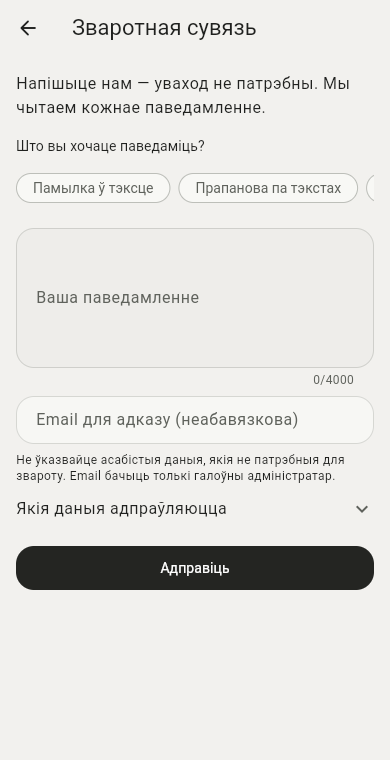 Зваротная сувязь
Напішыце нам — уваход не патрэбны. Мы
чытаем кожнае паведамленне.
Што вы хочаце паведаміць?
Памылка ў тэксце
Прапанова па тэкстах
Ваша паведамленне
0/4000
Email для адказу (неабавязкова)
Не ўказвайце асабістыя даныя, якія не патрэбныя для
звароту. Email бачыць толькі галоўны адміністратар.
Якія даныя адпраўляюцца
Адправіць